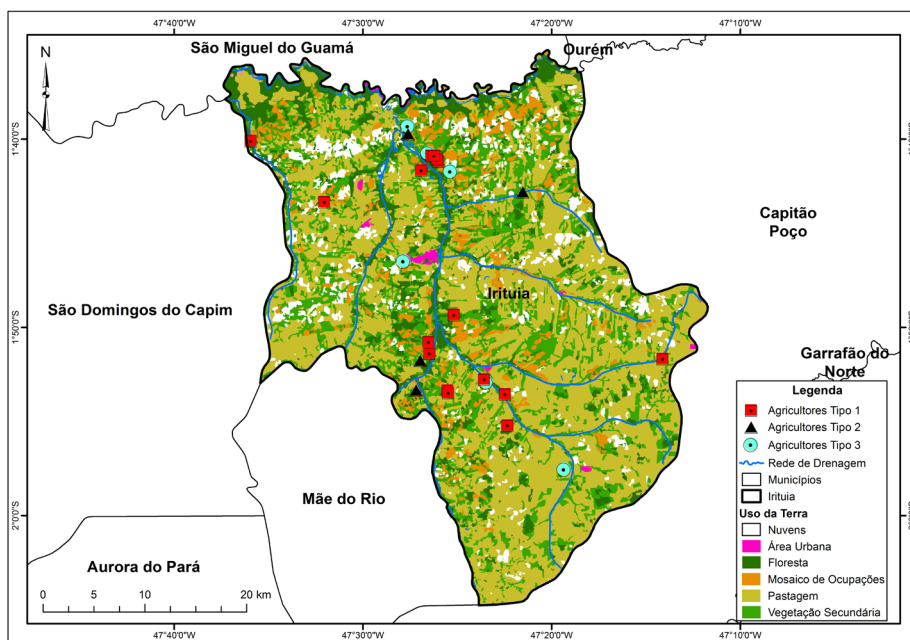 47°40'0"W
47°30'0"W
47°20'0"W
47°10'0"W
São Miguel do Guamá
Ourém
N
1°40'0"S
Capitão
Poço
Irituia
São Domingos do Capim
1°50'0"S
Garrafão do
Norte
Legenda
Agricultores Tipo 1
Agricultores Tipo 2
Agricultores Tipo 3
Rede de Drenagem
Municípios
Irituia
Uso da Terra
Nuvens
Área Urbana
Floresta
Mosaico de Ocupações
Pastagem
Vegetação Secundária
Mãe do Rio
2°0'0"S
Aurora do Pará
0 5 10 20 km
47°40'0"W
47°30'0"W
47°20'0"W
47°10'0"W